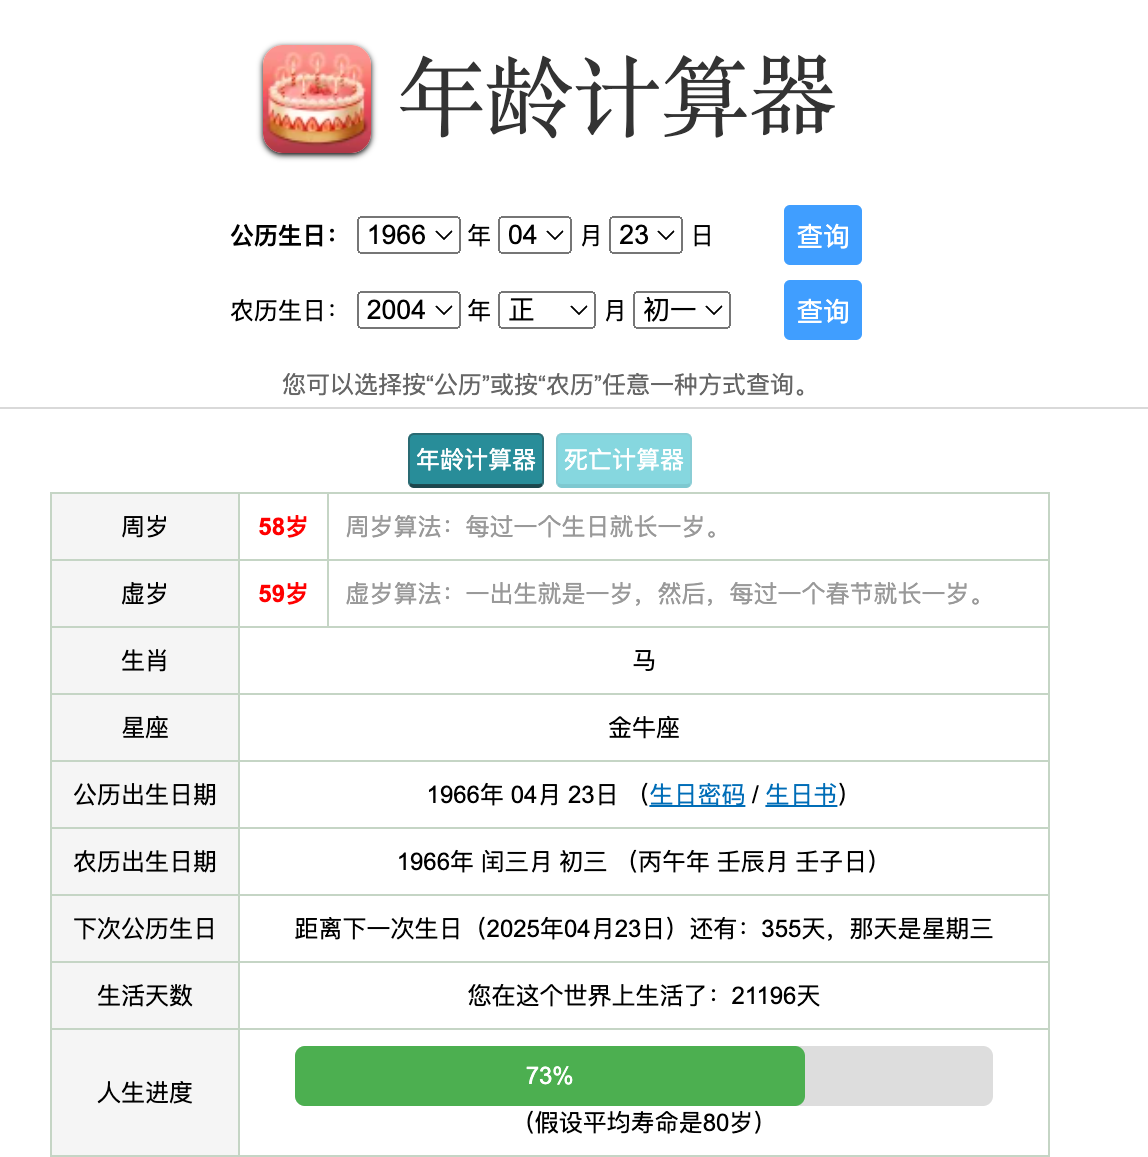 年龄计算器
公历生日： 1966 年 04 月 23 日 查询
农历生日： 2004 年 正 月 初一 查询
您可以选择按“公历”或按“农历”任意一种方式查询。
年龄计算器 死亡计算器
周岁 58岁 周岁算法：每过一个生日就长一岁。
虚岁 59岁 虚岁算法：一出生就是一岁，然后，每过一个春节就长一岁。
生肖 马
星座 金牛座
公历出生日期 1966年 04月 23日 （生日密码 / 生日书）
农历出生日期 1966年 闰三月 初三 （丙午年 壬辰月 壬子日）
下次公历生日 距离下一次生日（2025年04月23日）还有：355天，那天是星期三
生活天数 您在这个世界上生活了：21196天
人生进度 73%
（假设平均寿命是80岁）